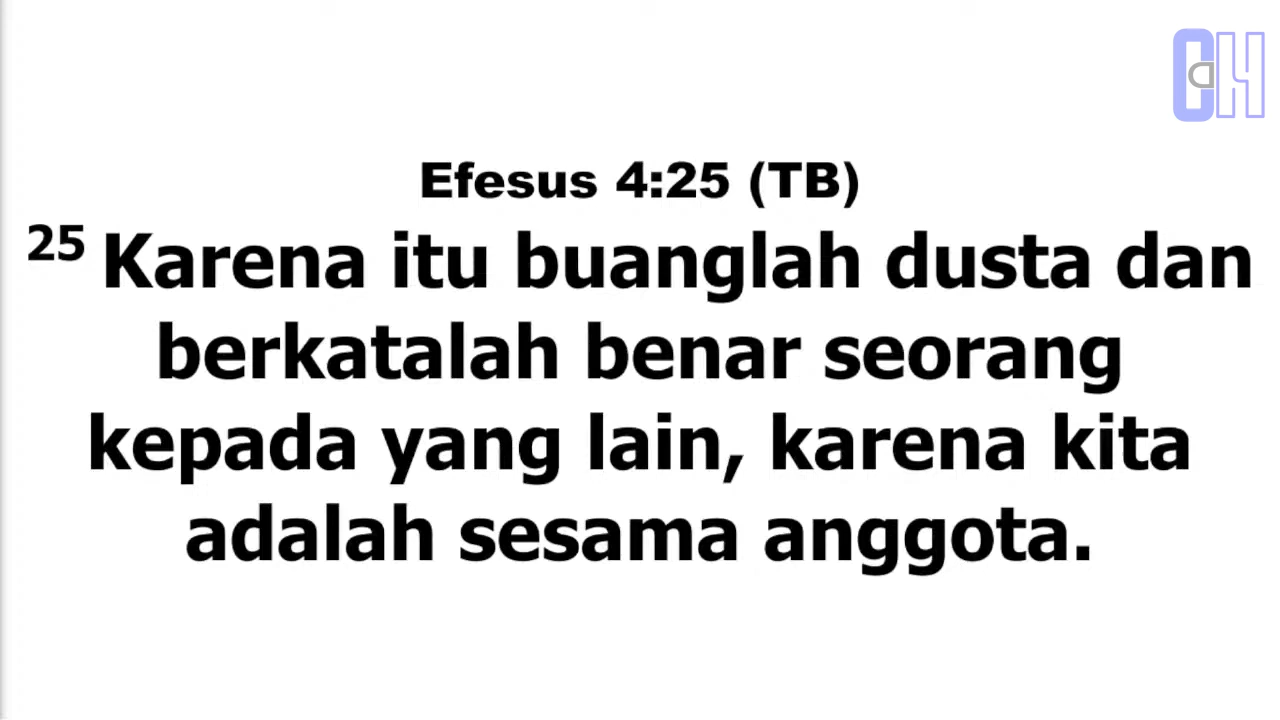 Efesus 4:25 (TB)
25 Karena itu buanglah dusta dan
berkatalah benar seorang
kepada yang lain, karena kita
adalah sesama anggota.